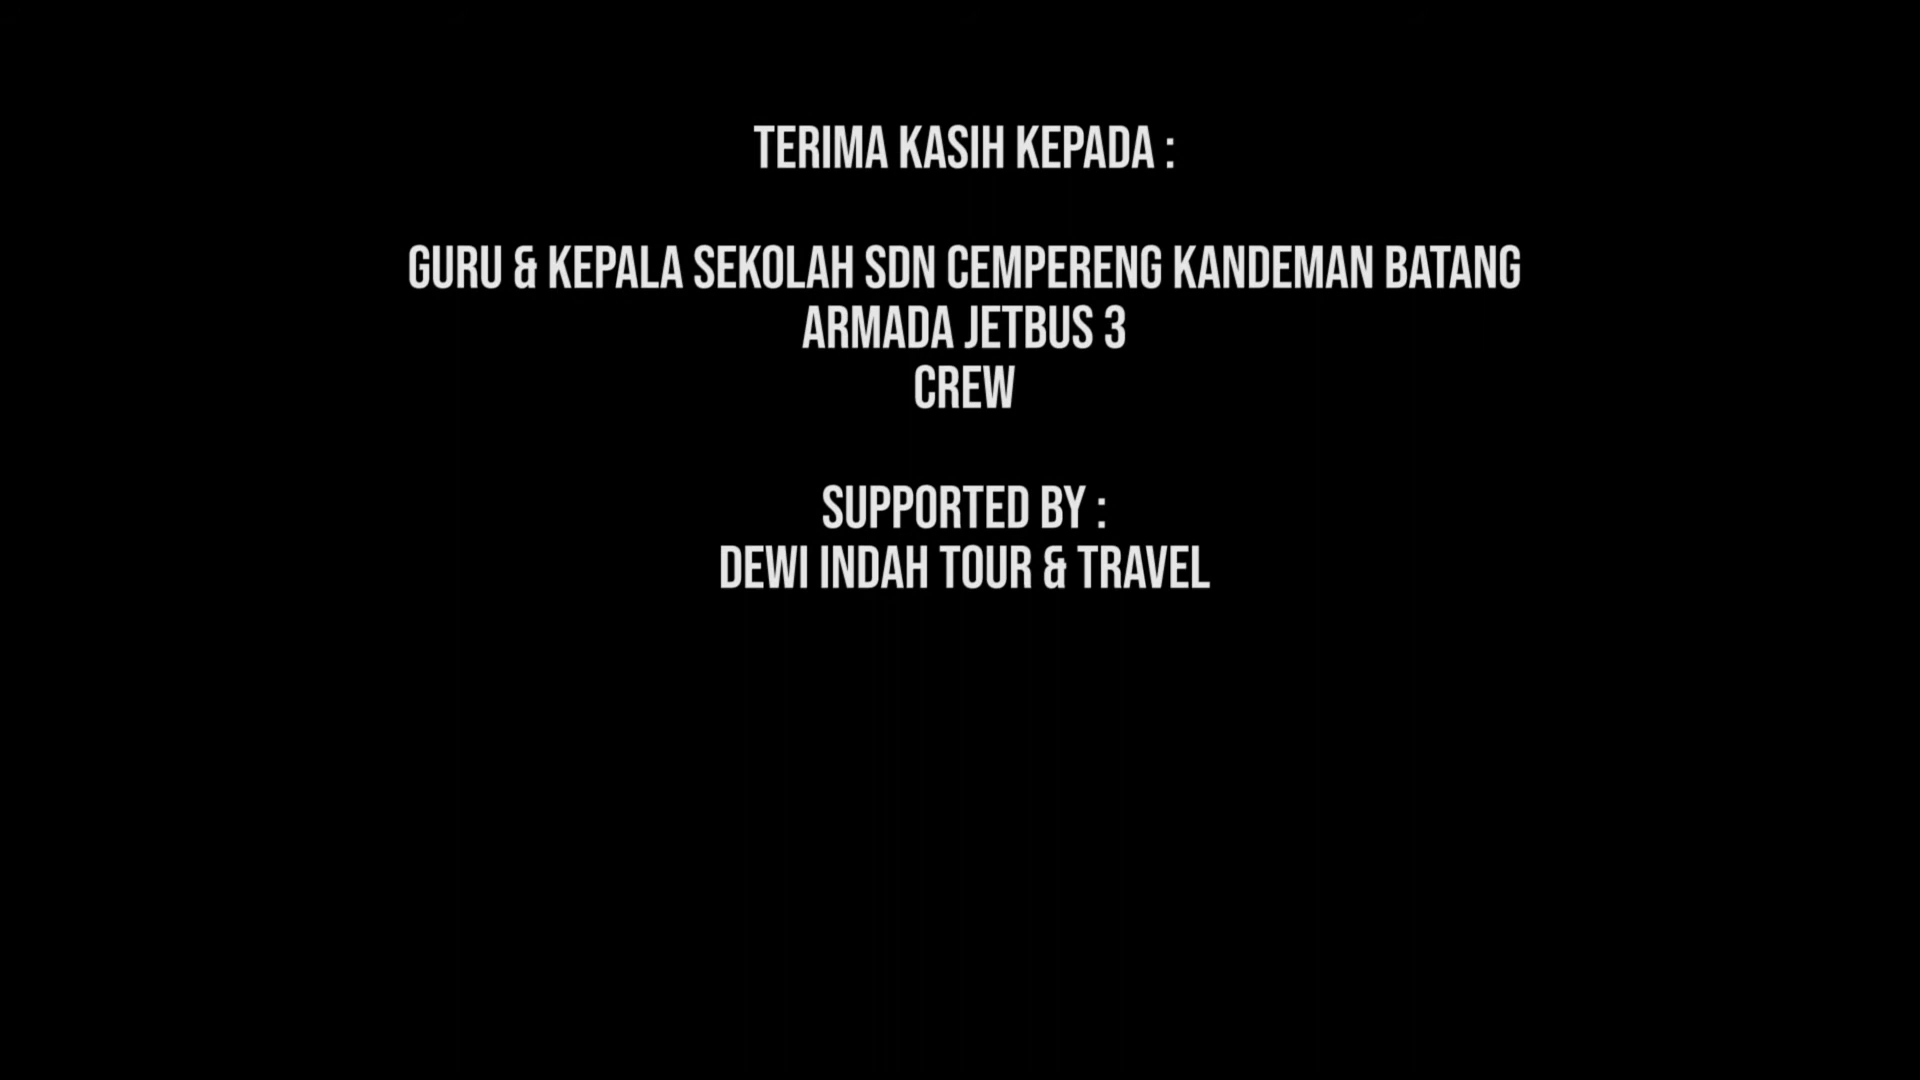 TERIMA KASIH KEPADA :
GURU & KEPALA SEKOLAH SDN CEMPERENG KANDEMAN BATANG
ARMADA JETBUS 3
CREW
SUPPORTED BY :
DEWI INDAH TOUR & TRAVEL